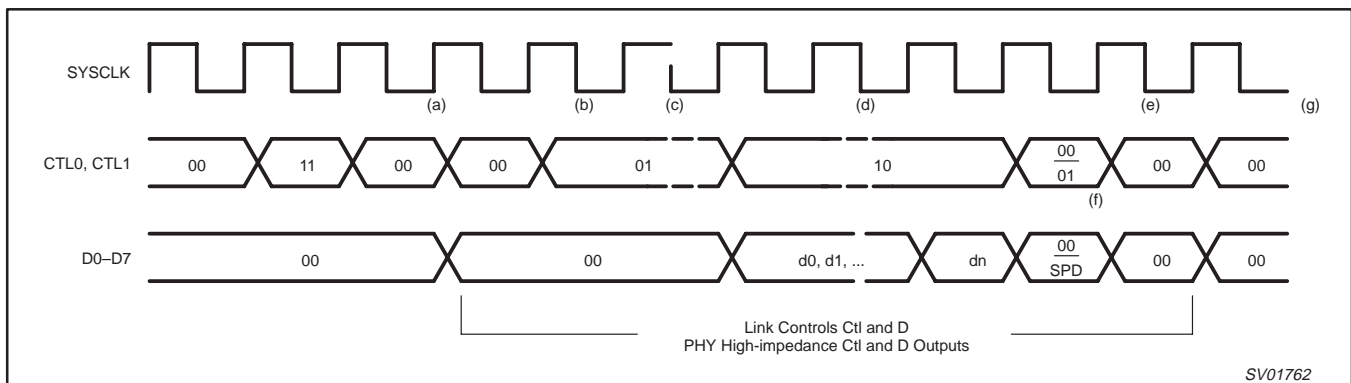 SYSCLK
(a) (b) (c) (d) (e) (g)
CTL0, CTL1 00 11 00 00 01 10 00 00 00
01
(f)
D0–D7 00 00 d0, d1, ... dn 00 00 00
SPD
Link Controls Ctl and D
PHY High-impedance Ctl and D Outputs
SV01762